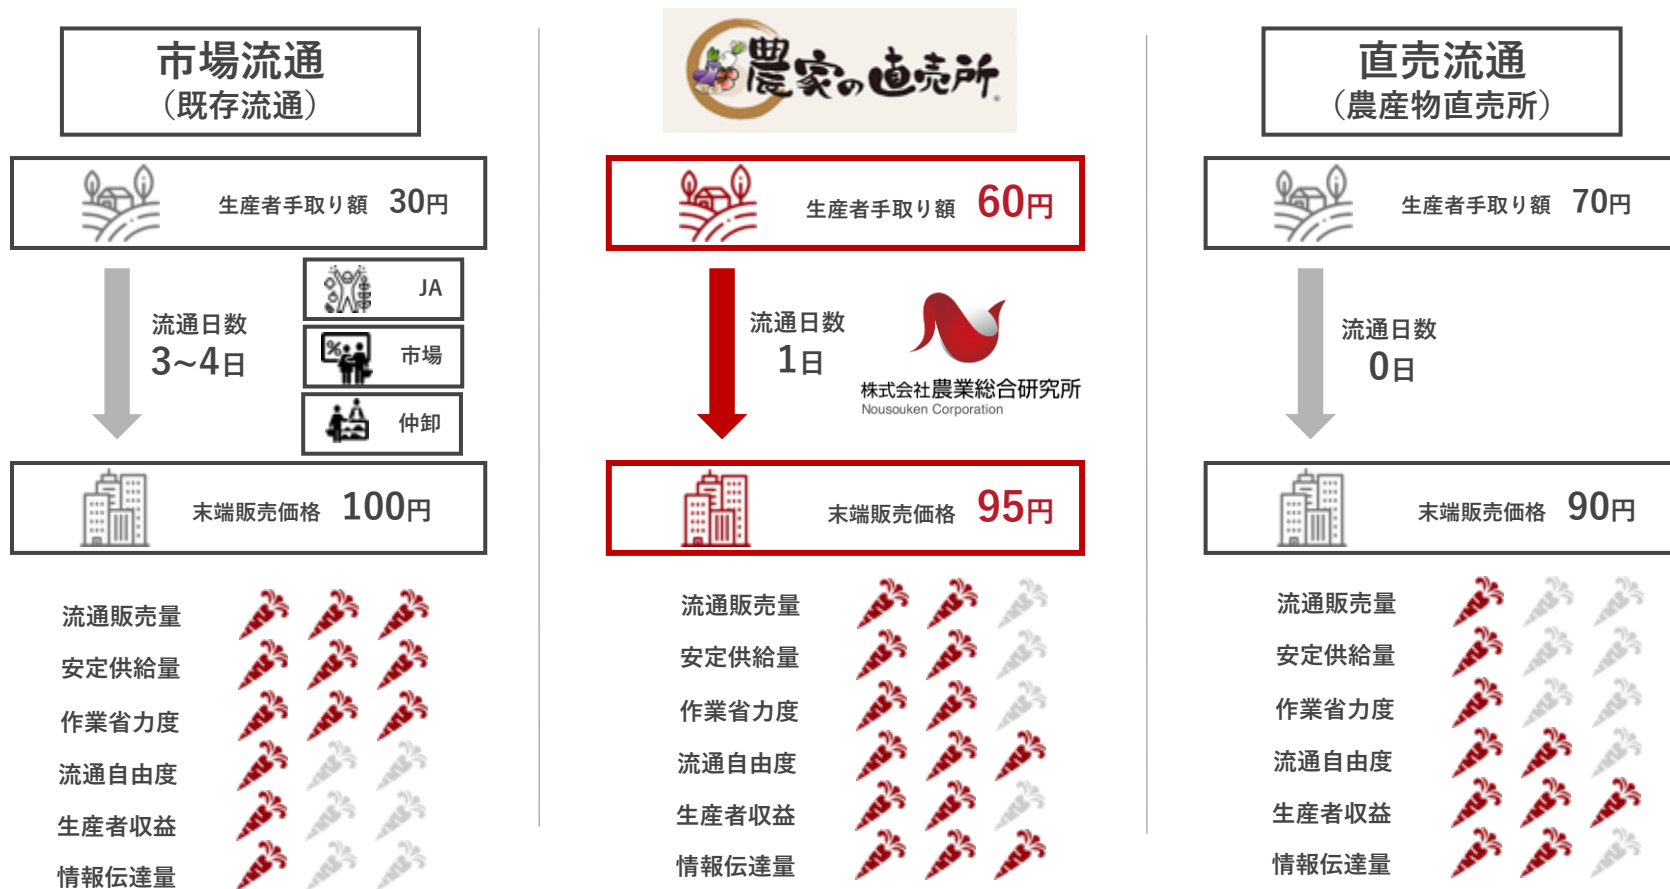 市場流通
（既存流通）
生産者手取り額 30円
流通日数
3~4日
JA
市場
仲卸
末端販売価格 100円
流通販売量
安定供給量
作業省力度
流通自由度
生産者収益
情報伝達量
農家の直売所®
生産者手取り額 60円
流通日数
1日
株式会社農業総合研究所
Nousouken Corporation
末端販売価格 95円
流通販売量
安定供給量
作業省力度
流通自由度
生産者収益
情報伝達量
直売流通
（農産物直売所）
生産者手取り額 70円
流通日数
0日
末端販売価格 90円
流通販売量
安定供給量
作業省力度
流通自由度
生産者収益
情報伝達量